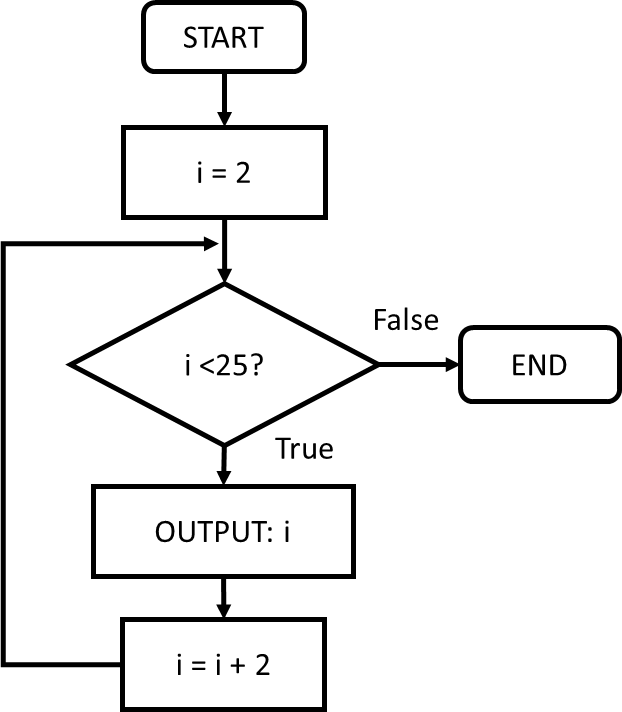 START
i = 2
i <25?
False
END
True
OUTPUT: i
i = i + 2